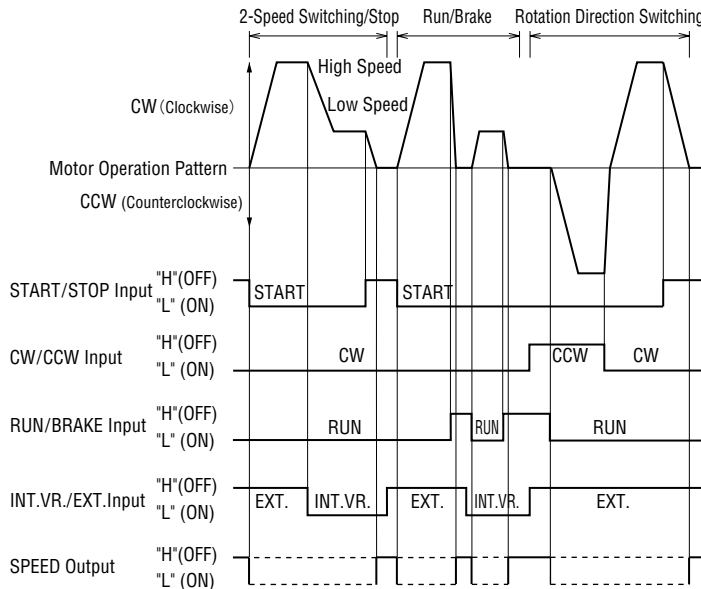 2-Speed Switching/Stop Run/Brake Rotation Direction Switching
High Speed
CW (Clockwise)
Low Speed
Motor Operation Pattern
CCW (Counterclockwise)
START/STOP Input "H"(OFF) "L" (ON) START START
CW/CCW Input "H"(OFF) "L" (ON) CW CCW CW
RUN/BRAKE Input "H"(OFF) "L" (ON) RUN RUN RUN
INT.VR./EXT.Input "H"(OFF) "L" (ON) EXT. INT.VR. EXT. INT.VR. EXT.
SPEED Output "H"(OFF) "L" (ON)